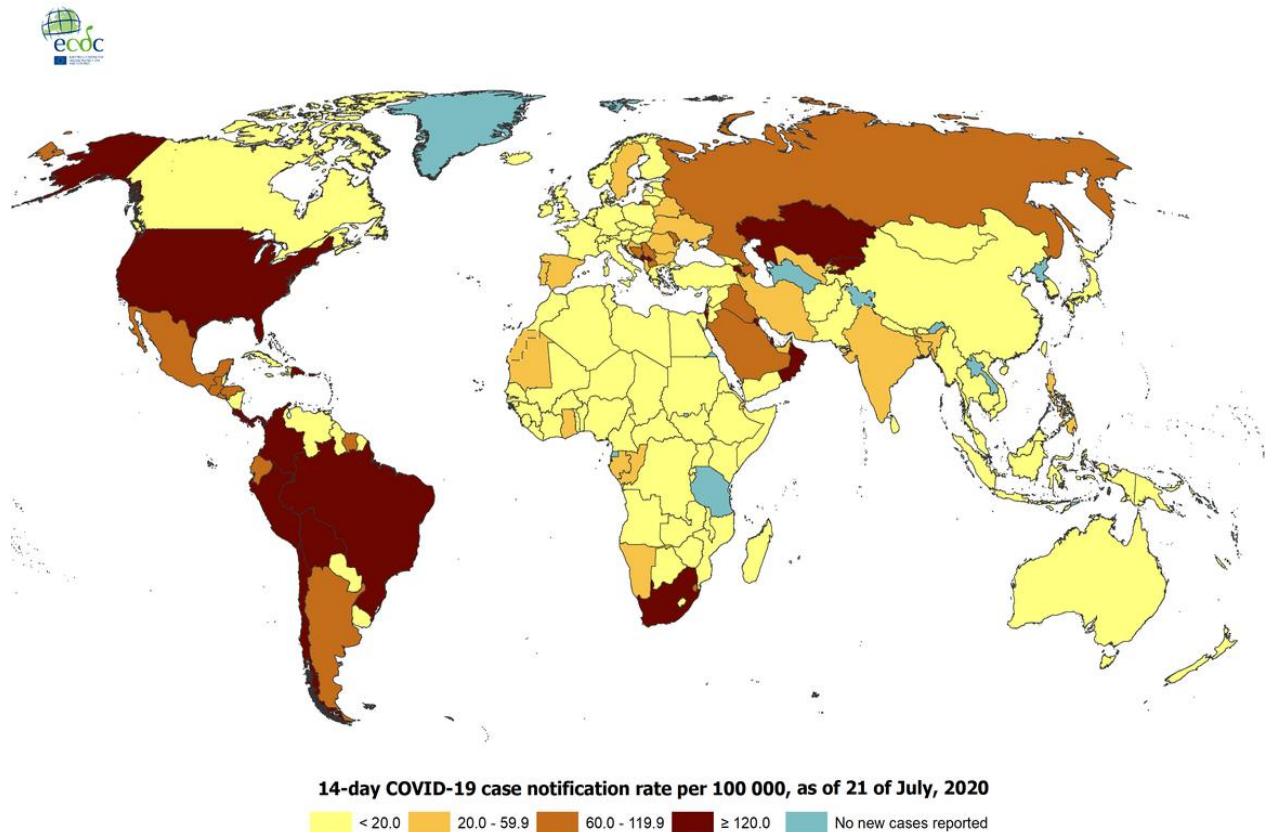 ecdc
14-day COVID-19 case notification rate per 100 000, as of 21 of July, 2020
< 20.0 20.0 - 59.9 60.0 - 119.9 ≥ 120.0 No new cases reported